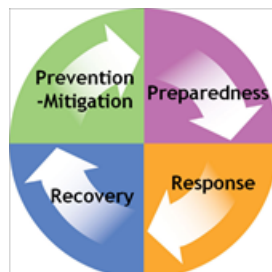 Prevention
-Mitigation
Preparedness
Response
Recovery